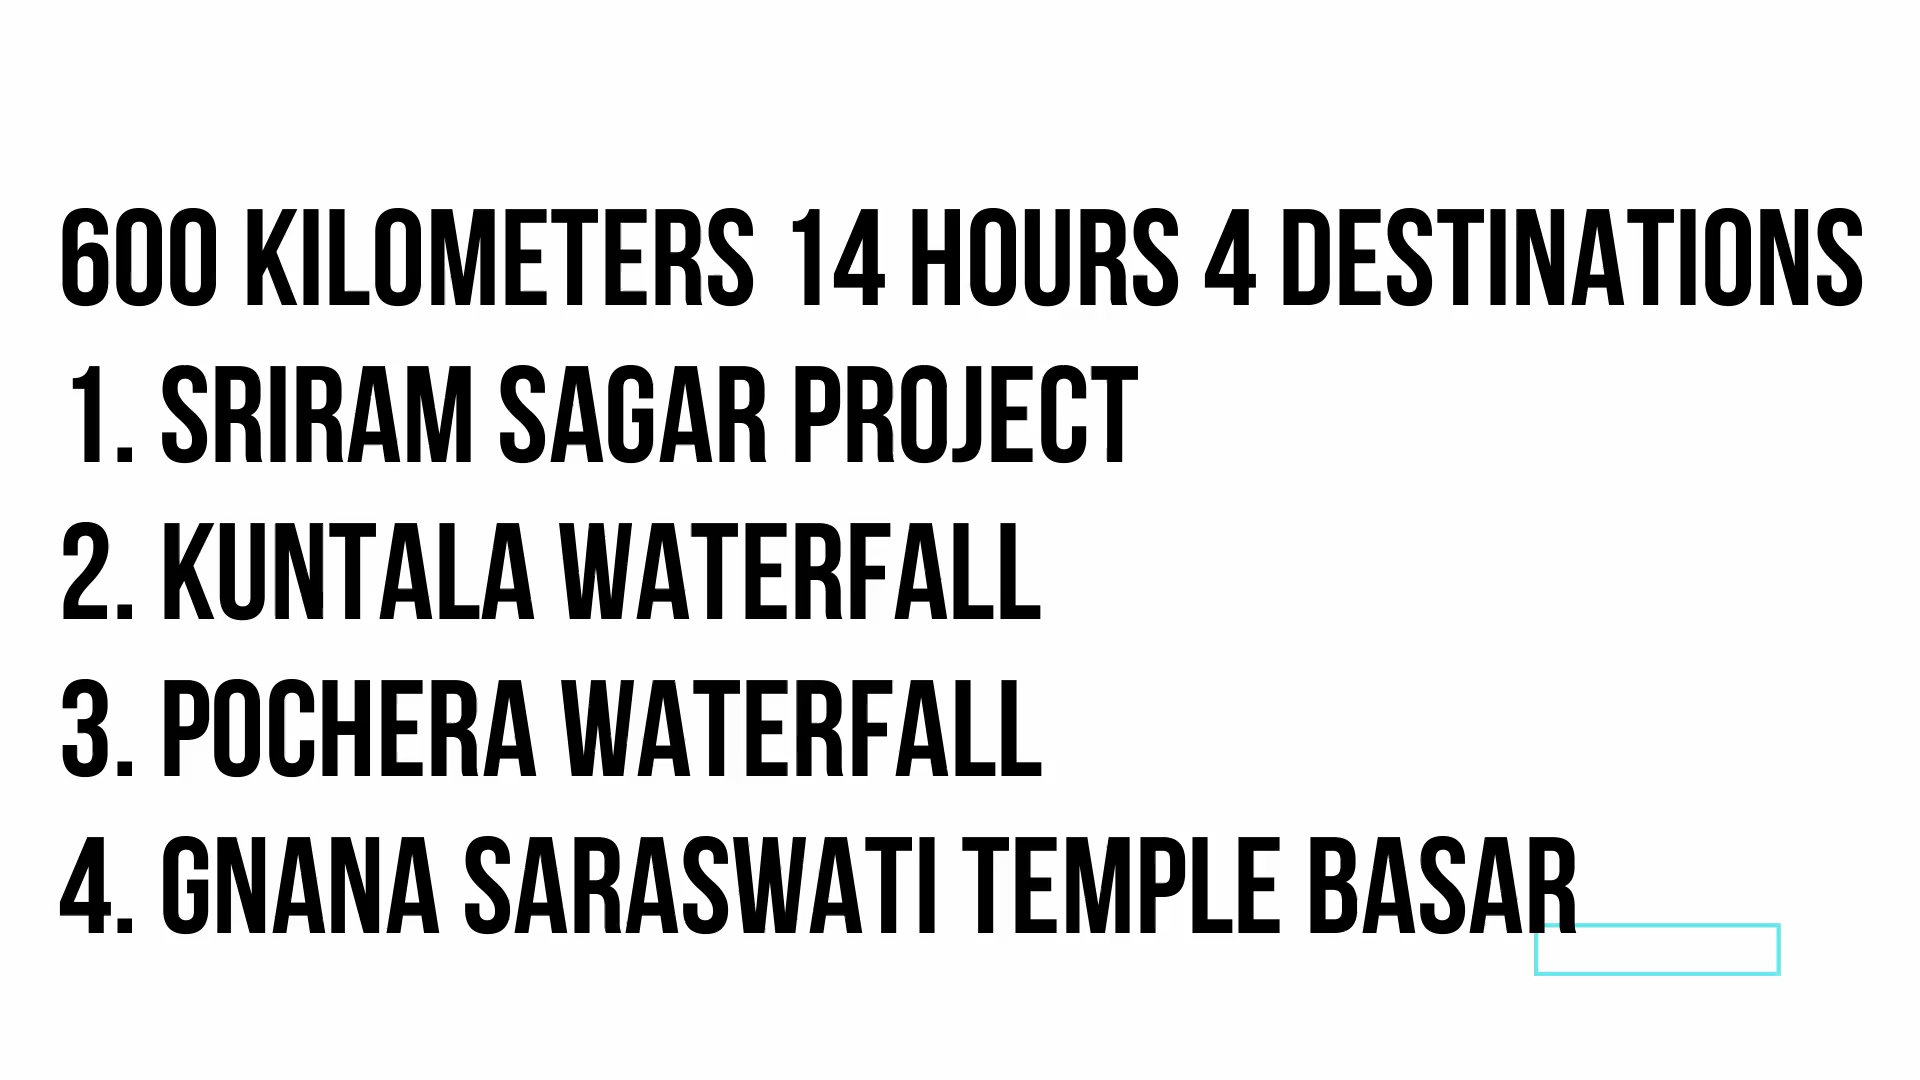 600 KILOMETERS 14 HOURS 4 DESTINATIONS
1. SRIRAM SAGAR PROJECT
2. KUNTALA WATERFALL
3. POCHERA WATERFALL
4. GNANA SARASWATI TEMPLE BASAR